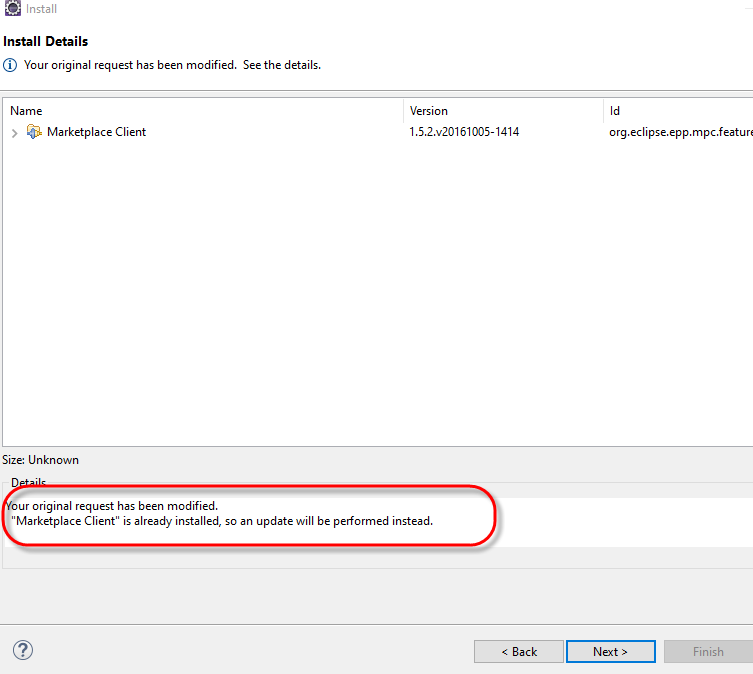 Install
Install Details
Your original request has been modified. See the details.
Name Version Id
Marketplace Client 1.5.2.v20161005-1414 org.eclipse.epp.mpc.feature
Size: Unknown
Details
Your original request has been modified.
"Marketplace Client" is already installed, so an update will be performed instead.
? < Back Next > Finish